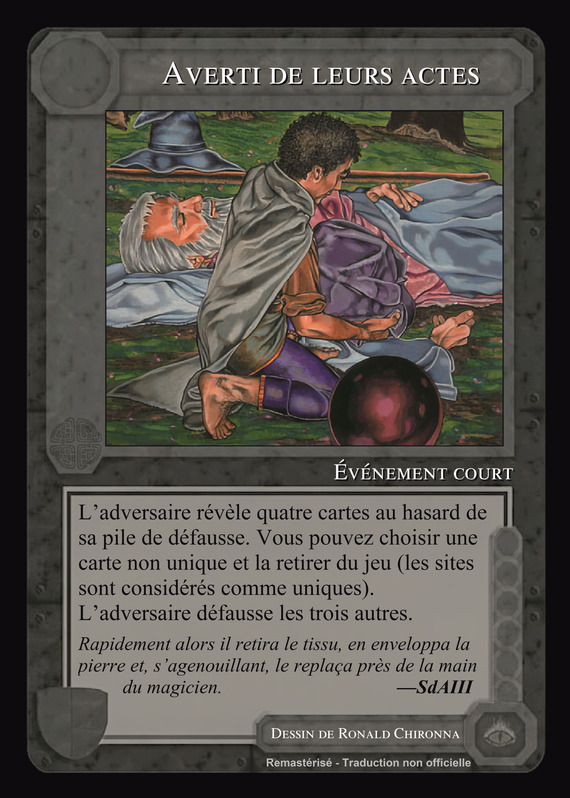 Averti de leurs actes
Événement court
L’adversaire révèle quatre cartes au hasard de
sa pile de défausse. Vous pouvez choisir une
carte non unique et la retirer du jeu (les sites
sont considérés comme uniques).
L’adversaire défausse les trois autres.
Rapidement alors il retira le tissu, en enveloppa la
pierre et, s’agenouillant, le replaça près de la main
du magicien. —SdAIII
Dessin de Ronald Chironna
Remastérisé - Traduction non officielle